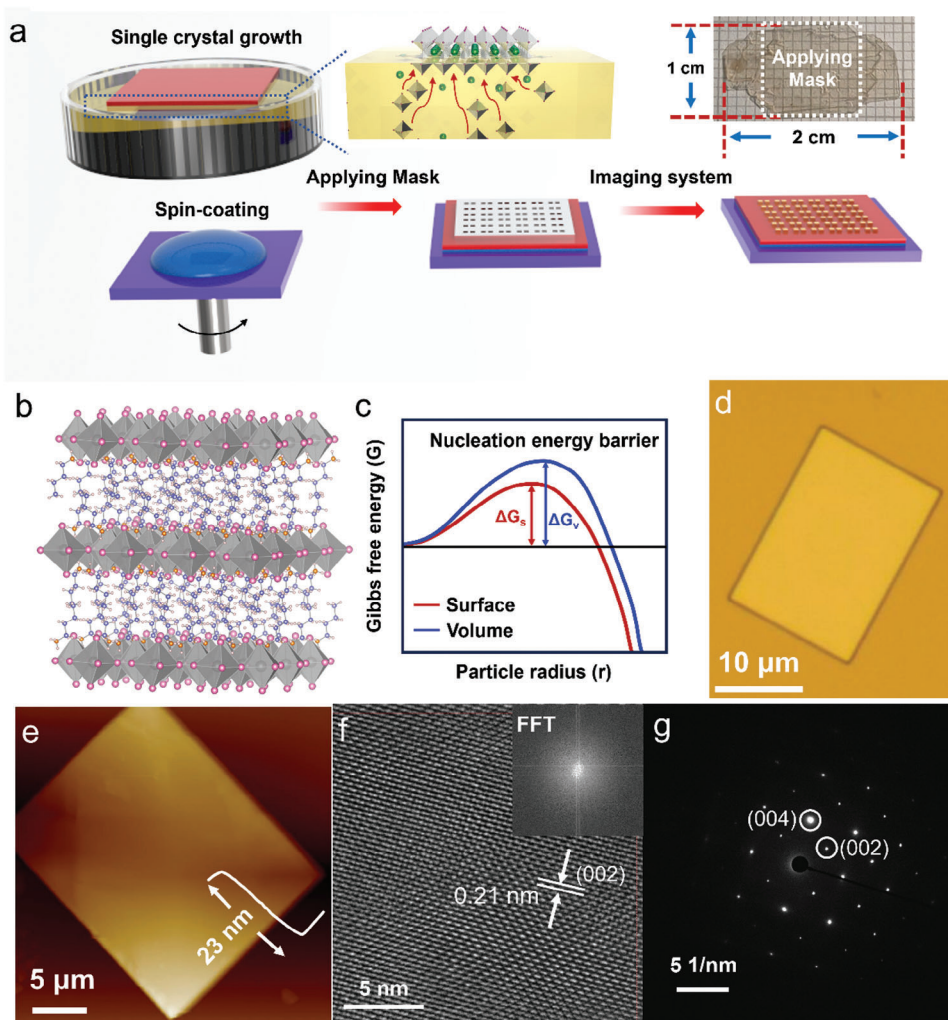 a
Single crystal growth
Applying
Mask
1 cm
2 cm
Applying Mask
Imaging system
Spin-coating
b
c
Nucleation energy barrier
Gibbs free energy (G)
ΔGs
ΔGv
Surface
Volume
Particle radius (r)
d
10 μm
e
23 nm
5 μm
f
FFT
(002)
0.21 nm
5 nm
g
(004)
(002)
5 1/nm